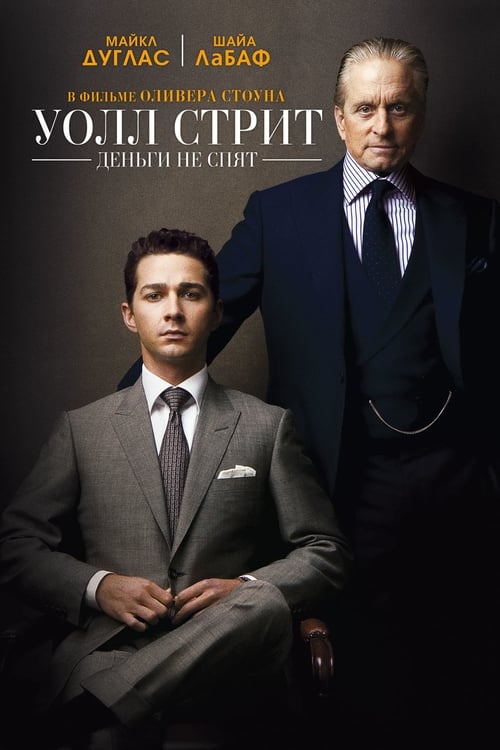 МАЙКЛ ШАЙА
ДУГЛАС ЛаБАФ
В ФИЛЬМЕ ОЛИВЕРА СТОУНА
УОЛЛ СТРИТ
ДЕНЬГИ НЕ СПЯТ